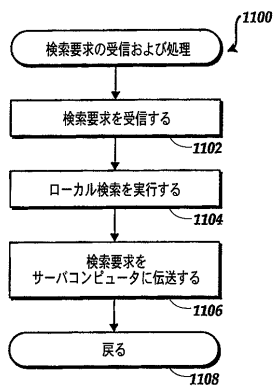 1100
検索要求の受信および処理
検索要求を受信する
1102
ローカル検索を実行する
1104
検索要求を
サーバコンピュータに伝送する
1106
戻る
1108